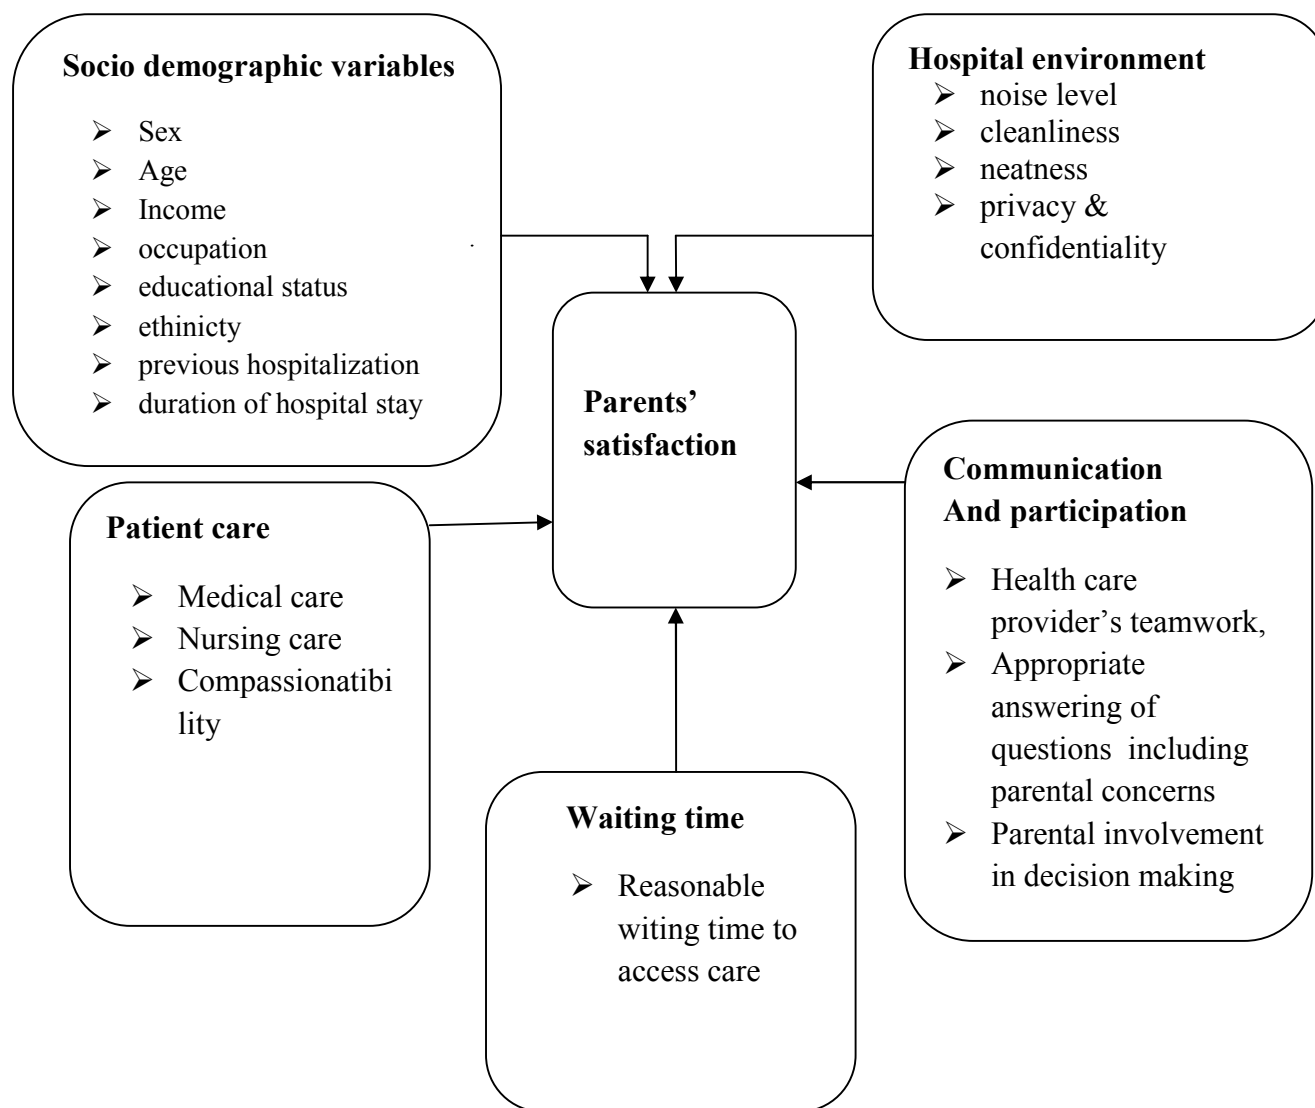 Socio demographic variables
➢ Sex
➢ Age
➢ Income
➢ occupation
➢ educational status
➢ ethinicty
➢ previous hospitalization
➢ duration of hospital stay
Hospital environment
➢ noise level
➢ cleanliness
➢ neatness
➢ privacy &
confidentiality
Parents’
satisfaction
Patient care
➢ Medical care
➢ Nursing care
➢ Compassionatibi
lity
Communication
And participation
➢ Health care
provider’s teamwork,
➢ Appropriate
answering of
questions including
parental concerns
➢ Parental involvement
in decision making
Waiting time
➢ Reasonable
witing time to
access care